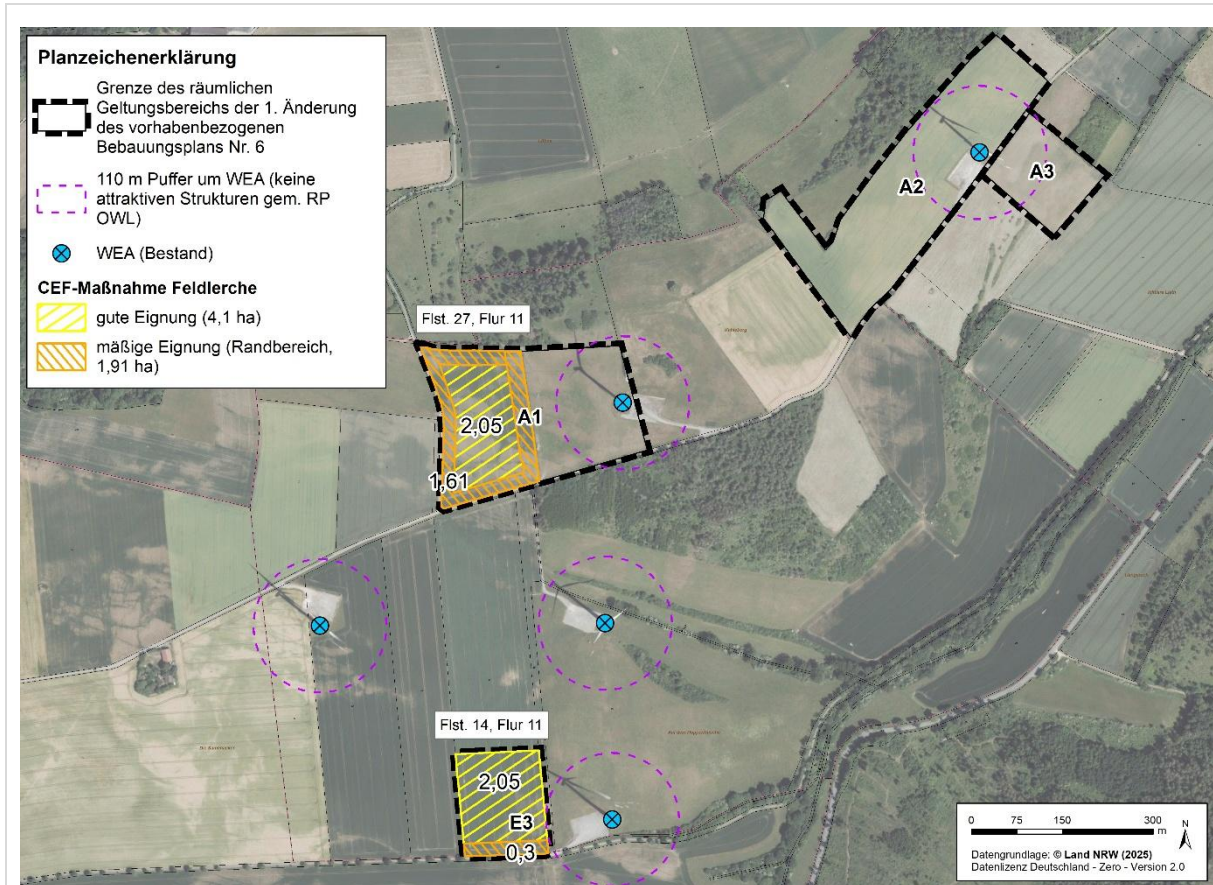 Planzeichenerklärung
Grenze des räumlichen
Geltungsbereichs der 1. Änderung
des vorhabenbezogenen
Bebauungsplans Nr. 6
110 m Puffer um WEA (keine
attraktiven Strukturen gem. RP
OWL)
WEA (Bestand)
CEF-Maßnahme Feldlerche
gute Eignung (4,1 ha)
mäßige Eignung (Randbereich,
1,91 ha)
A2
A3
Flst. 27, Flur 11
A1
2,05
1,61
Flst. 14, Flur 11
2,05
E3
0,3
0 75 150 300
m
N
Datengrundlage: © Land NRW (2025)
Datenlizenz Deutschland - Zero - Version 2.0